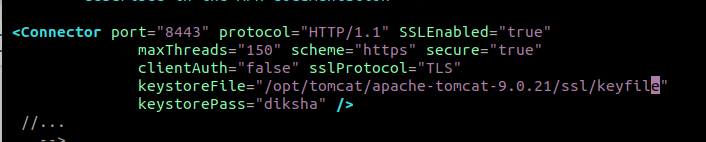 <Connector port="8443" protocol="HTTP/1.1" SSLEnabled="true"
maxThreads="150" scheme="https" secure="true"
clientAuth="false" sslProtocol="TLS"
keystoreFile="/opt/tomcat/apache-tomcat-9.0.21/ssl/keyfile"
keystorePass="diksha" />
//...
-->